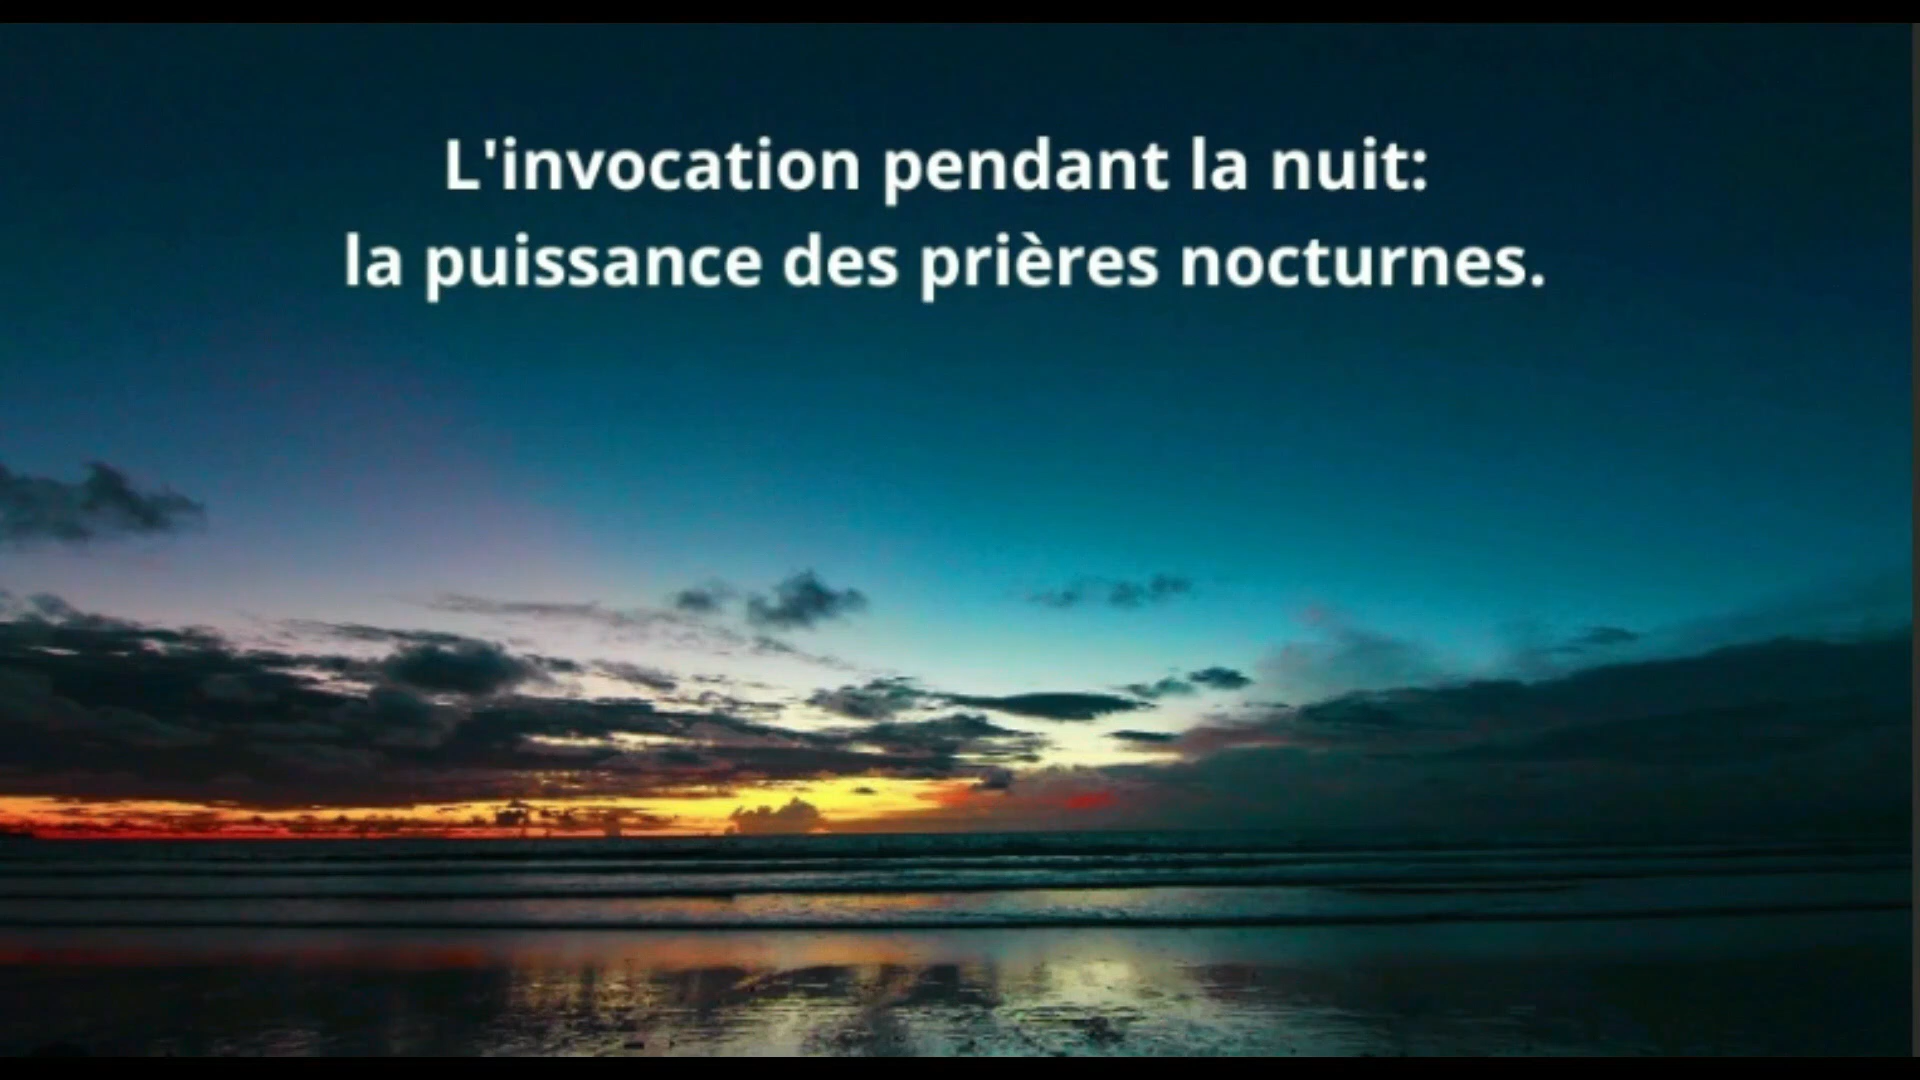 L'invocation pendant la nuit:
la puissance des prières nocturnes.